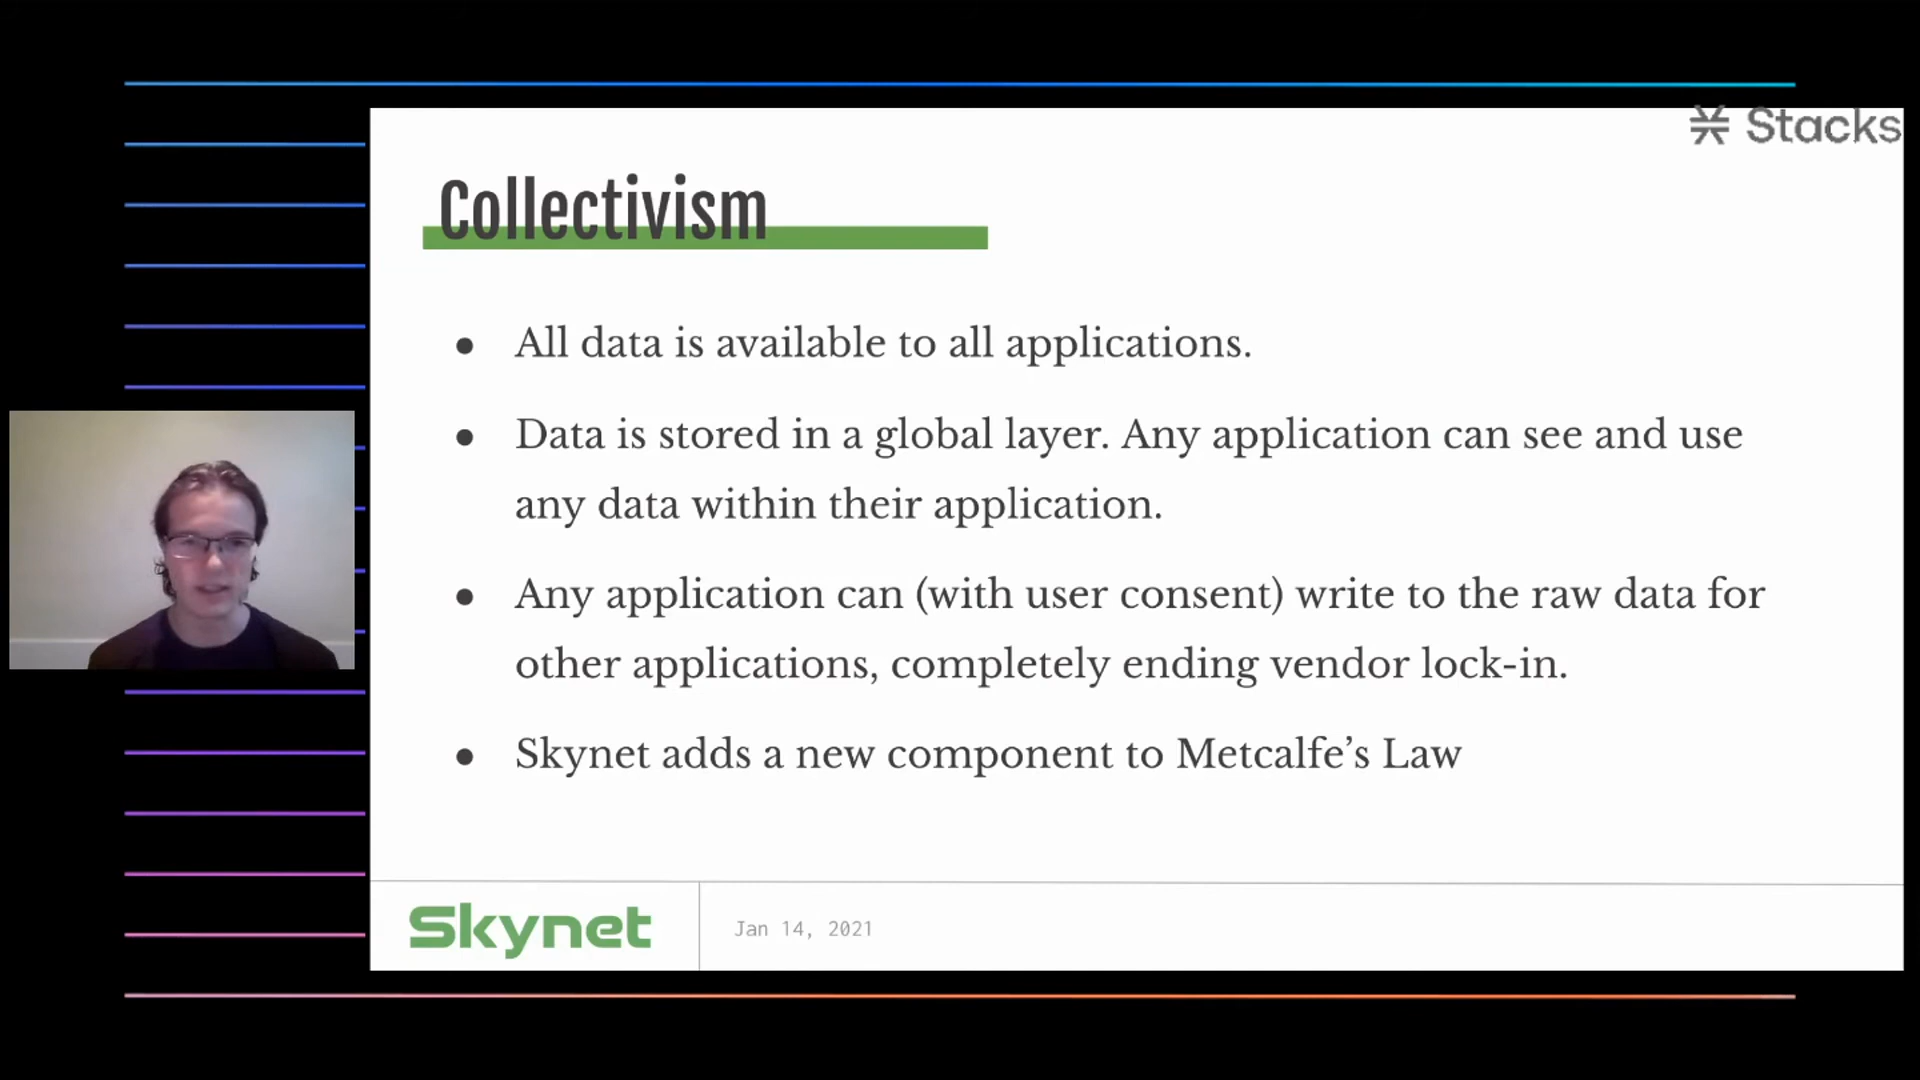 Stacks
Collectivism
● All data is available to all applications.
● Data is stored in a global layer. Any application can see and use
any data within their application.
● Any application can (with user consent) write to the raw data for
other applications, completely ending vendor lock-in.
● Skynet adds a new component to Metcalfe’s Law
Skynet
Jan 14, 2021